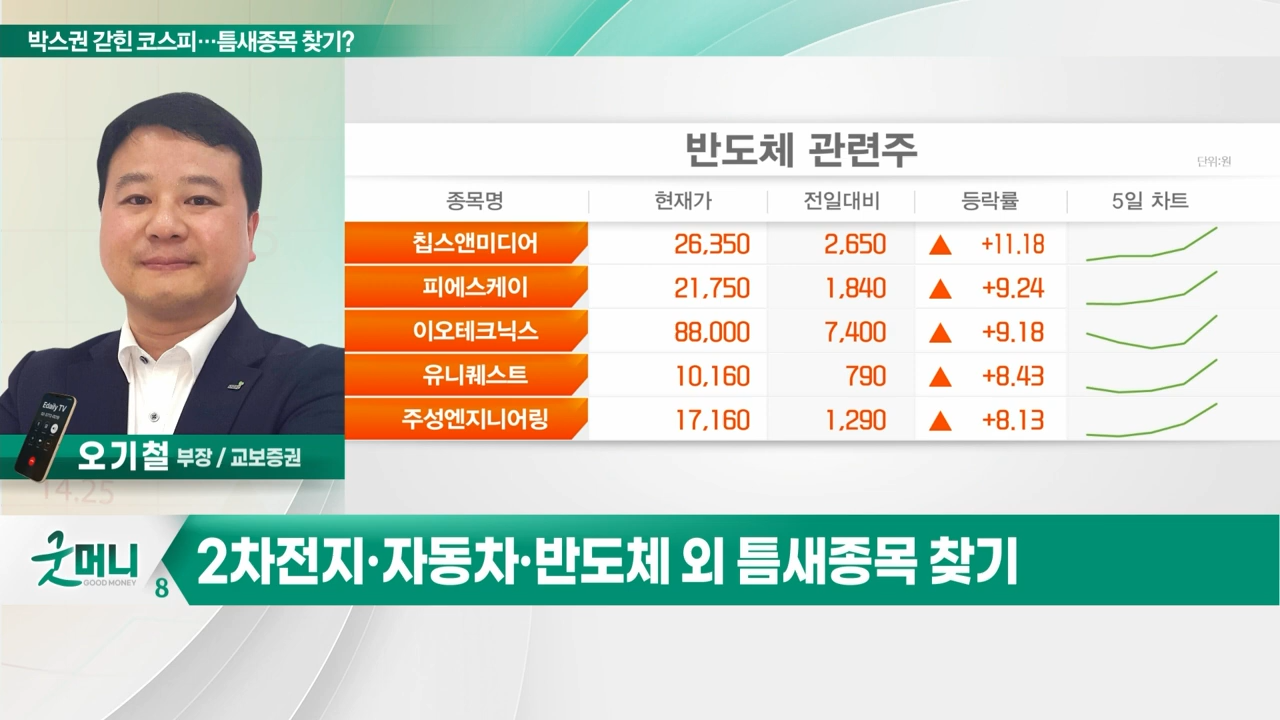 박스권 갇힌 코스피…틈새종목 찾기?
반도체 관련주
단위:원
종목명 현재가 전일대비 등락률 5일 차트
칩스앤미디어 26,350 2,650 ▲ +11.18
피에스케이 21,750 1,840 ▲ +9.24
이오테크닉스 88,000 7,400 ▲ +9.18
유니퀘스트 10,160 790 ▲ +8.43
주성엔지니어링 17,160 1,290 ▲ +8.13
Edaily TV
오기철 부장 / 교보증권
14.25
굿머니
GOOD MONEY
8
2차전지·자동차·반도체 외 틈새종목 찾기